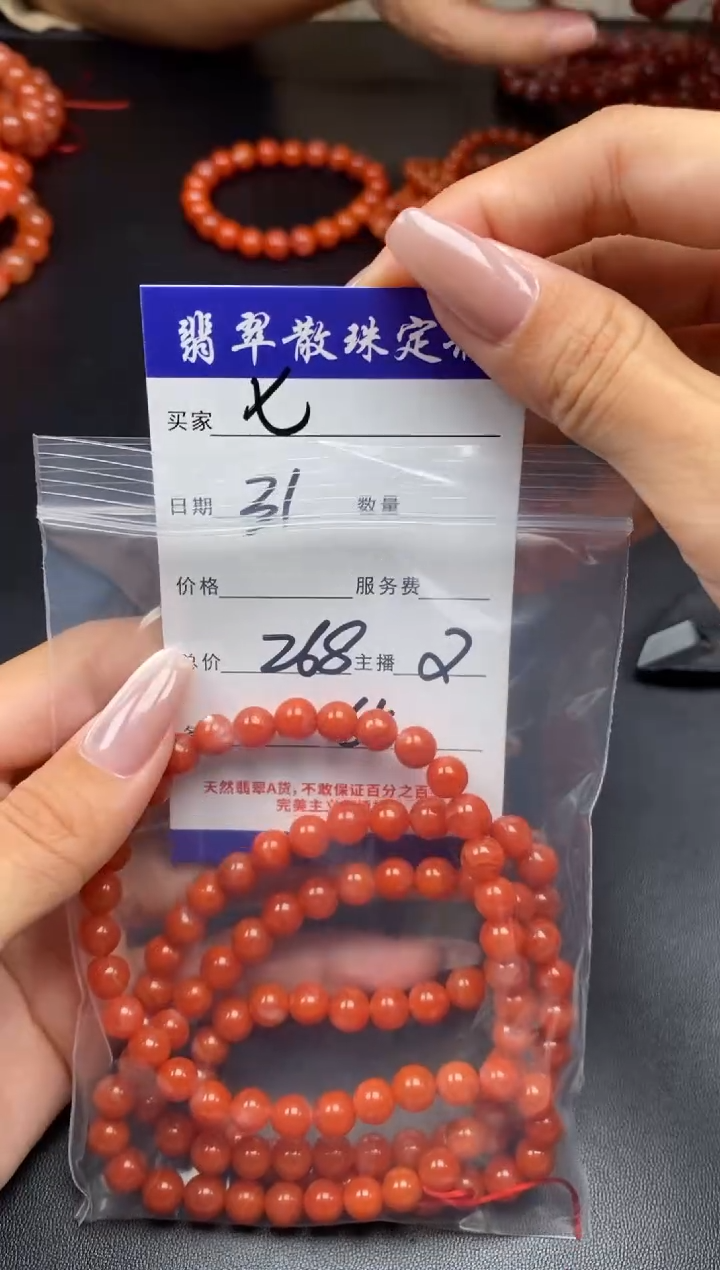 翡翠散珠定
买家
日期 31 数量
价格 服务费
总价 268 主播 2
天然翡翠A货，不敢保证百分之百
完美主义